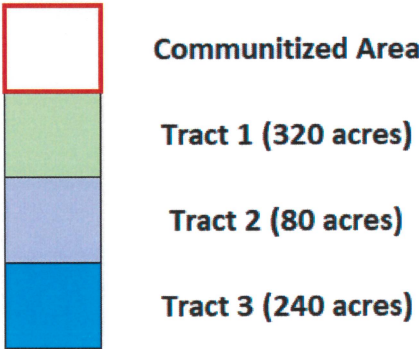 Communitized Area
Tract 1 (320 acres)
Tract 2 (80 acres)
Tract 3 (240 acres)